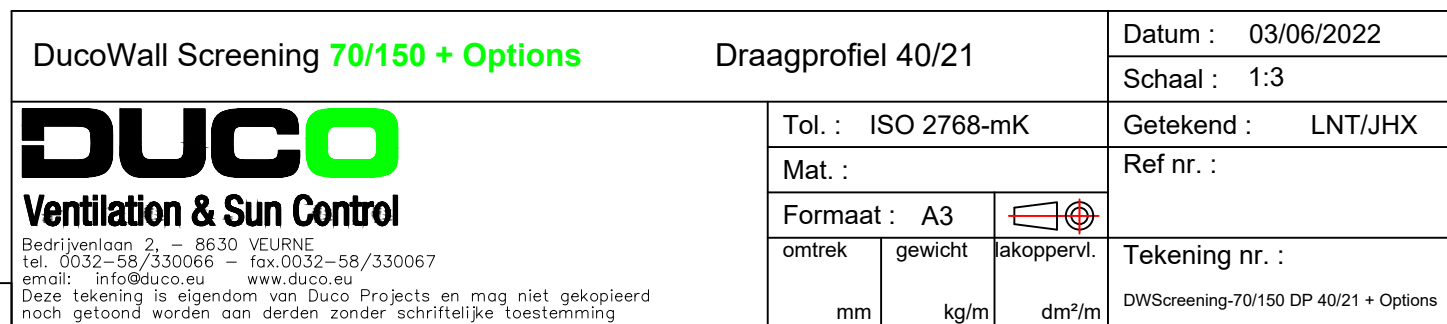 DucoWall Screening 70/150 + Options
Draagprofiel 40/21
Datum : 03/06/2022
Schaal : 1:3
DUCO
Ventilation & Sun Control
Bedrijvenlaan 2, – 8630 VEURNE
tel. 0032–58/330066 – fax.0032–58/330067
email: info@duco.eu www.duco.eu
Deze tekening is eigendom van Duco Projects en mag niet gekopieerd
noch getoond worden aan derden zonder schriftelijke toestemming
Tol. : ISO 2768-mK
Mat. :
Formaat : A3
omtrek gewicht lakoppervl.
mm kg/m dm²/m
Getekend : LNT/JHX
Ref nr. :
Tekening nr. :
DWScreening-70/150 DP 40/21 + Options